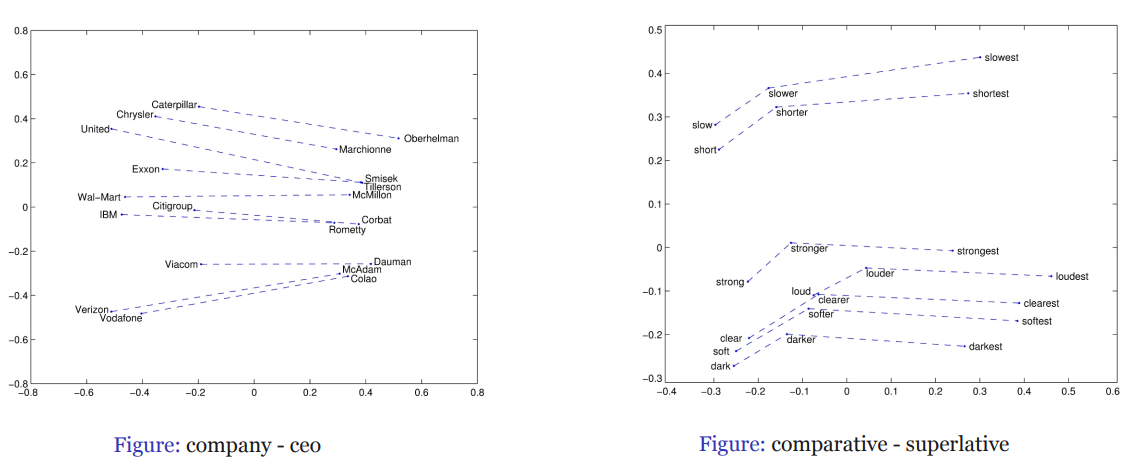 0.8
0.6
0.4
0.2
0
−0.2
−0.4
−0.6
−0.8
−0.8 −0.6 −0.4 −0.2 0 0.2 0.4 0.6 0.8
Caterpillar
Chrysler
United
Oberhelman
Marchionne
Exxon
Smisek
Tillerson
Wal−Mart
McMillon
Citigroup
IBM
Corbat
Rometty
Viacom
Dauman
McAdam
Colao
Verizon
Vodafone
Figure: company - ceo
0.5
0.4
0.3
0.2
0.1
0
−0.1
−0.2
−0.3
−0.4 −0.3 −0.2 −0.1 0 0.1 0.2 0.3 0.4 0.5 0.6
slowest
slower
shortest
shorter
slow
short
stronger
strongest
strong
louder
loudest
loud
clearer
clearest
softer
softest
clear
soft
darker
darkest
dark
Figure: comparative - superlative